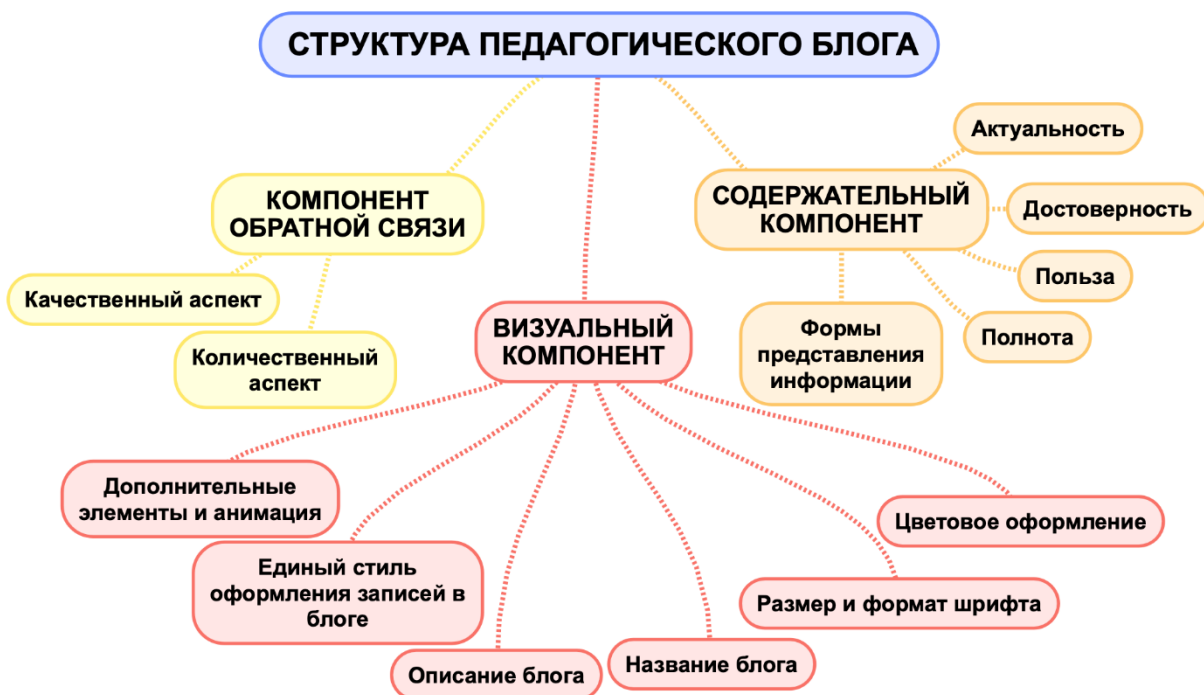 СТРУКТУРА ПЕДАГОГИЧЕСКОГО БЛОГА
КОМПОНЕНТ
ОБРАТНОЙ СВЯЗИ
Качественный аспект
Количественный
аспект
ВИЗУАЛЬНЫЙ
КОМПОНЕНТ
Дополнительные
элементы и анимация
Единый стиль
оформления записей в
блоге
Описание блога
Название блога
Размер и формат шрифта
Цветовое оформление
СОДЕРЖАТЕЛЬНЫЙ
КОМПОНЕНТ
Актуальность
Достоверность
Польза
Полнота
Формы
представления
информации